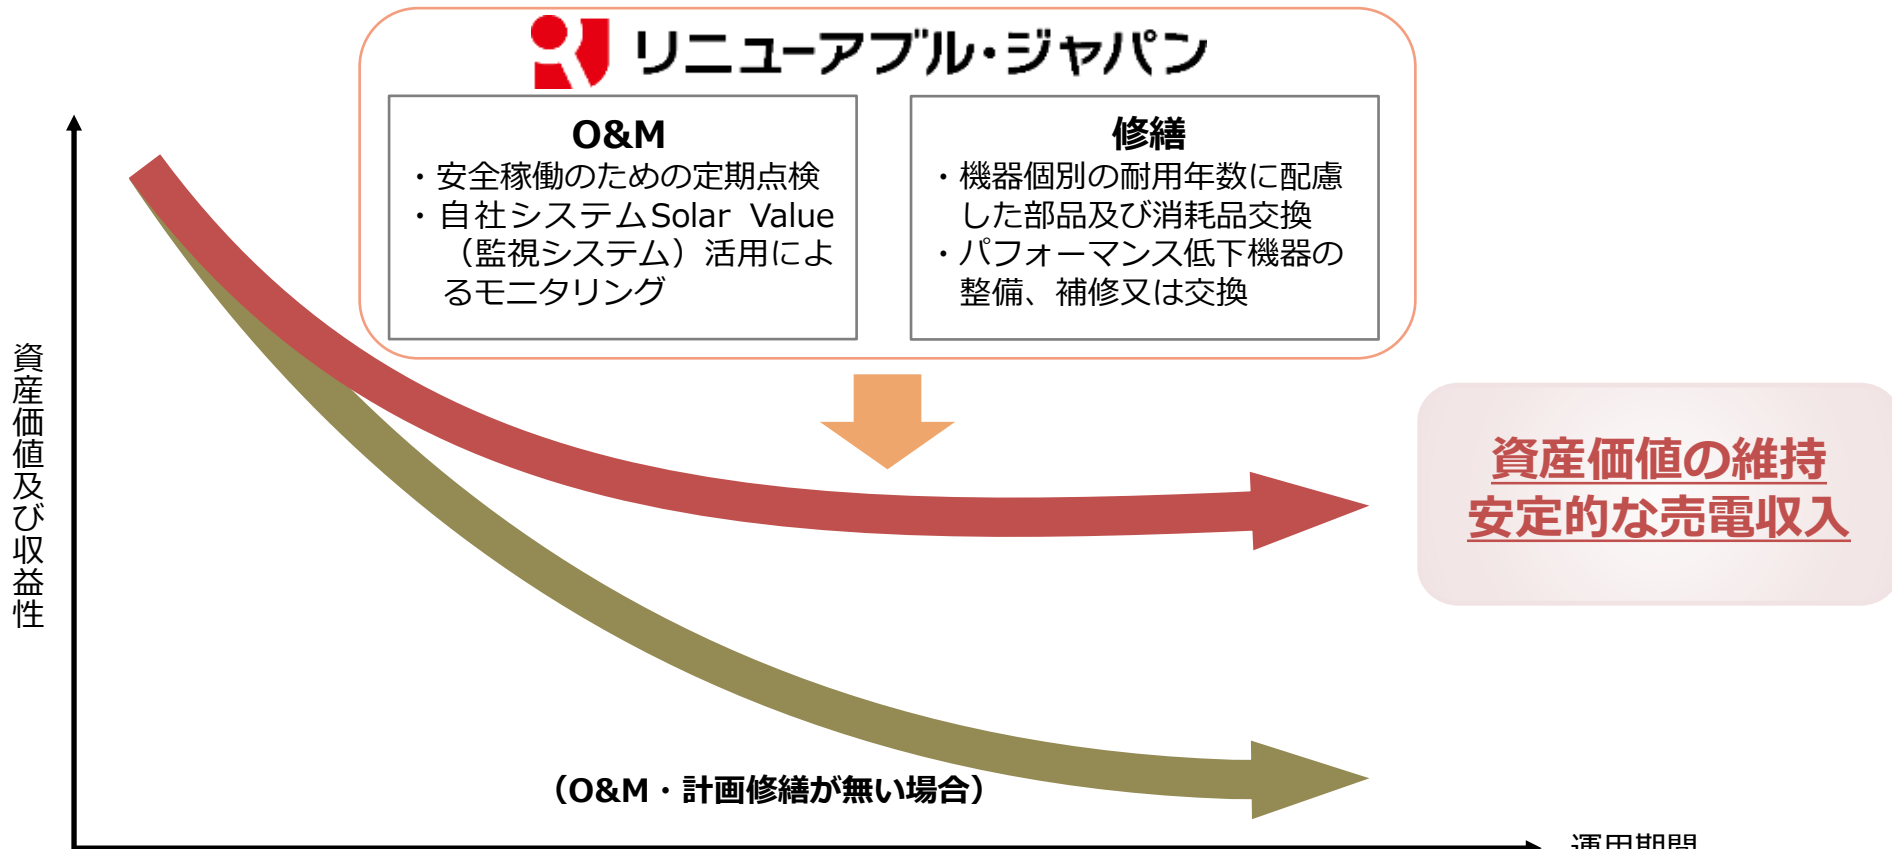 リニューアブル・ジャパン
O&M
・安全稼働のための定期点検
・自社システムSolar Value
（監視システム）活用によ
るモニタリング
修繕
・機器個別の耐用年数に配慮
した部品及び消耗品交換
・パフォーマンス低下機器の
整備、補修又は交換
資産価値及び収益性
資産価値の維持
安定的な売電収入
（O&M・計画修繕が無い場合）
運用期間